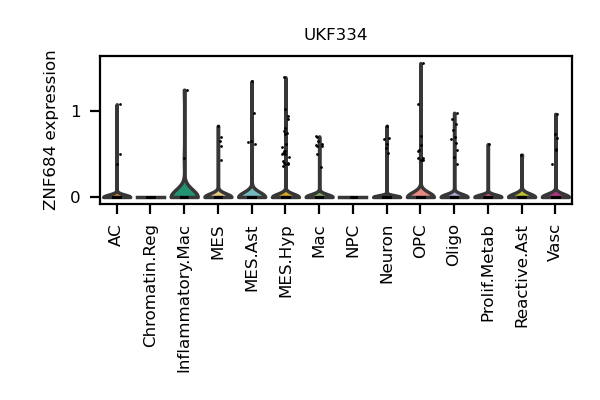 UKF334
ZNF684 expression
1
0
AC
Chromatin.Reg
Inflammatory.Mac
MES
MES.Ast
MES.Hyp
Mac
NPC
Neuron
OPC
Oligo
Prolif.Metab
Reactive.Ast
Vasc